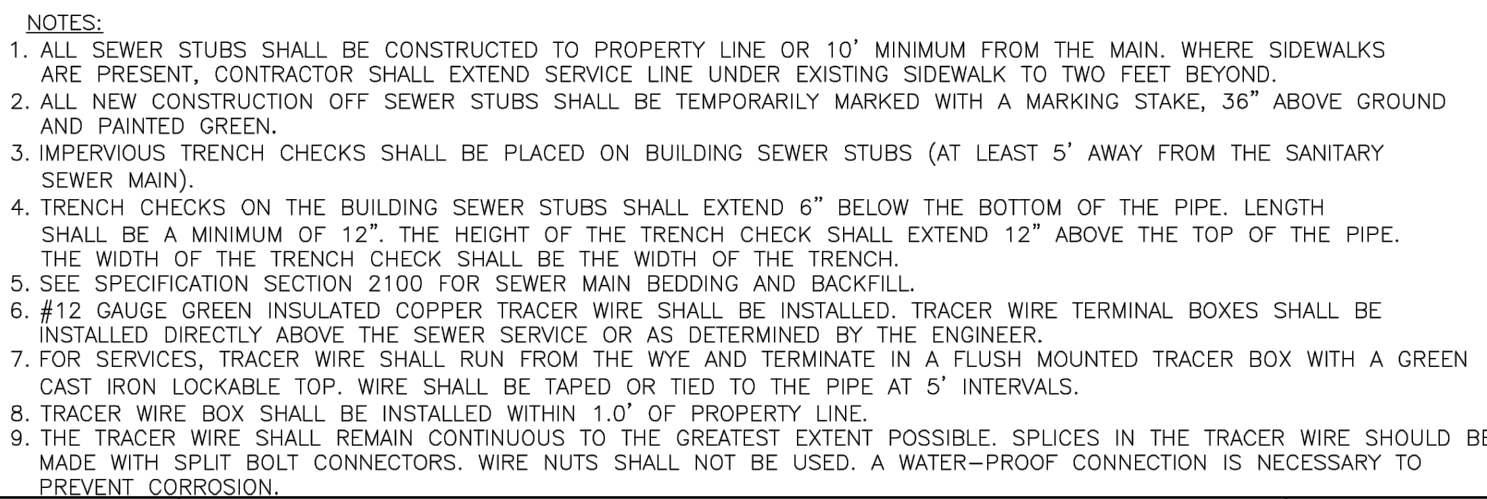 NOTES:
1. ALL SEWER STUBS SHALL BE CONSTRUCTED TO PROPERTY LINE OR 10' MINIMUM FROM THE MAIN. WHERE SIDEWALKS
ARE PRESENT, CONTRACTOR SHALL EXTEND SERVICE LINE UNDER EXISTING SIDEWALK TO TWO FEET BEYOND.
2. ALL NEW CONSTRUCTION OFF SEWER STUBS SHALL BE TEMPORARILY MARKED WITH A MARKING STAKE, 36" ABOVE GROUND
AND PAINTED GREEN.
3. IMPERVIOUS TRENCH CHECKS SHALL BE PLACED ON BUILDING SEWER STUBS (AT LEAST 5' AWAY FROM THE SANITARY
SEWER MAIN).
4. TRENCH CHECKS ON THE BUILDING SEWER STUBS SHALL EXTEND 6" BELOW THE BOTTOM OF THE PIPE. LENGTH
SHALL BE A MINIMUM OF 12". THE HEIGHT OF THE TRENCH CHECK SHALL EXTEND 12" ABOVE THE TOP OF THE PIPE.
THE WIDTH OF THE TRENCH CHECK SHALL BE THE WIDTH OF THE TRENCH.
5. SEE SPECIFICATION SECTION 2100 FOR SEWER MAIN BEDDING AND BACKFILL.
6. #12 GAUGE GREEN INSULATED COPPER TRACER WIRE SHALL BE INSTALLED. TRACER WIRE TERMINAL BOXES SHALL BE
INSTALLED DIRECTLY ABOVE THE SEWER SERVICE OR AS DETERMINED BY THE ENGINEER.
7. FOR SERVICES, TRACER WIRE SHALL RUN FROM THE WYE AND TERMINATE IN A FLUSH MOUNTED TRACER BOX WITH A GREEN
CAST IRON LOCKABLE TOP. WIRE SHALL BE TAPED OR TIED TO THE PIPE AT 5' INTERVALS.
8. TRACER WIRE BOX SHALL BE INSTALLED WITHIN 1.0' OF PROPERTY LINE.
9. THE TRACER WIRE SHALL REMAIN CONTINUOUS TO THE GREATEST EXTENT POSSIBLE. SPLICES IN THE TRACER WIRE SHOULD BE
MADE WITH SPLIT BOLT CONNECTORS. WIRE NUTS SHALL NOT BE USED. A WATER-PROOF CONNECTION IS NECESSARY TO
PREVENT CORROSION.